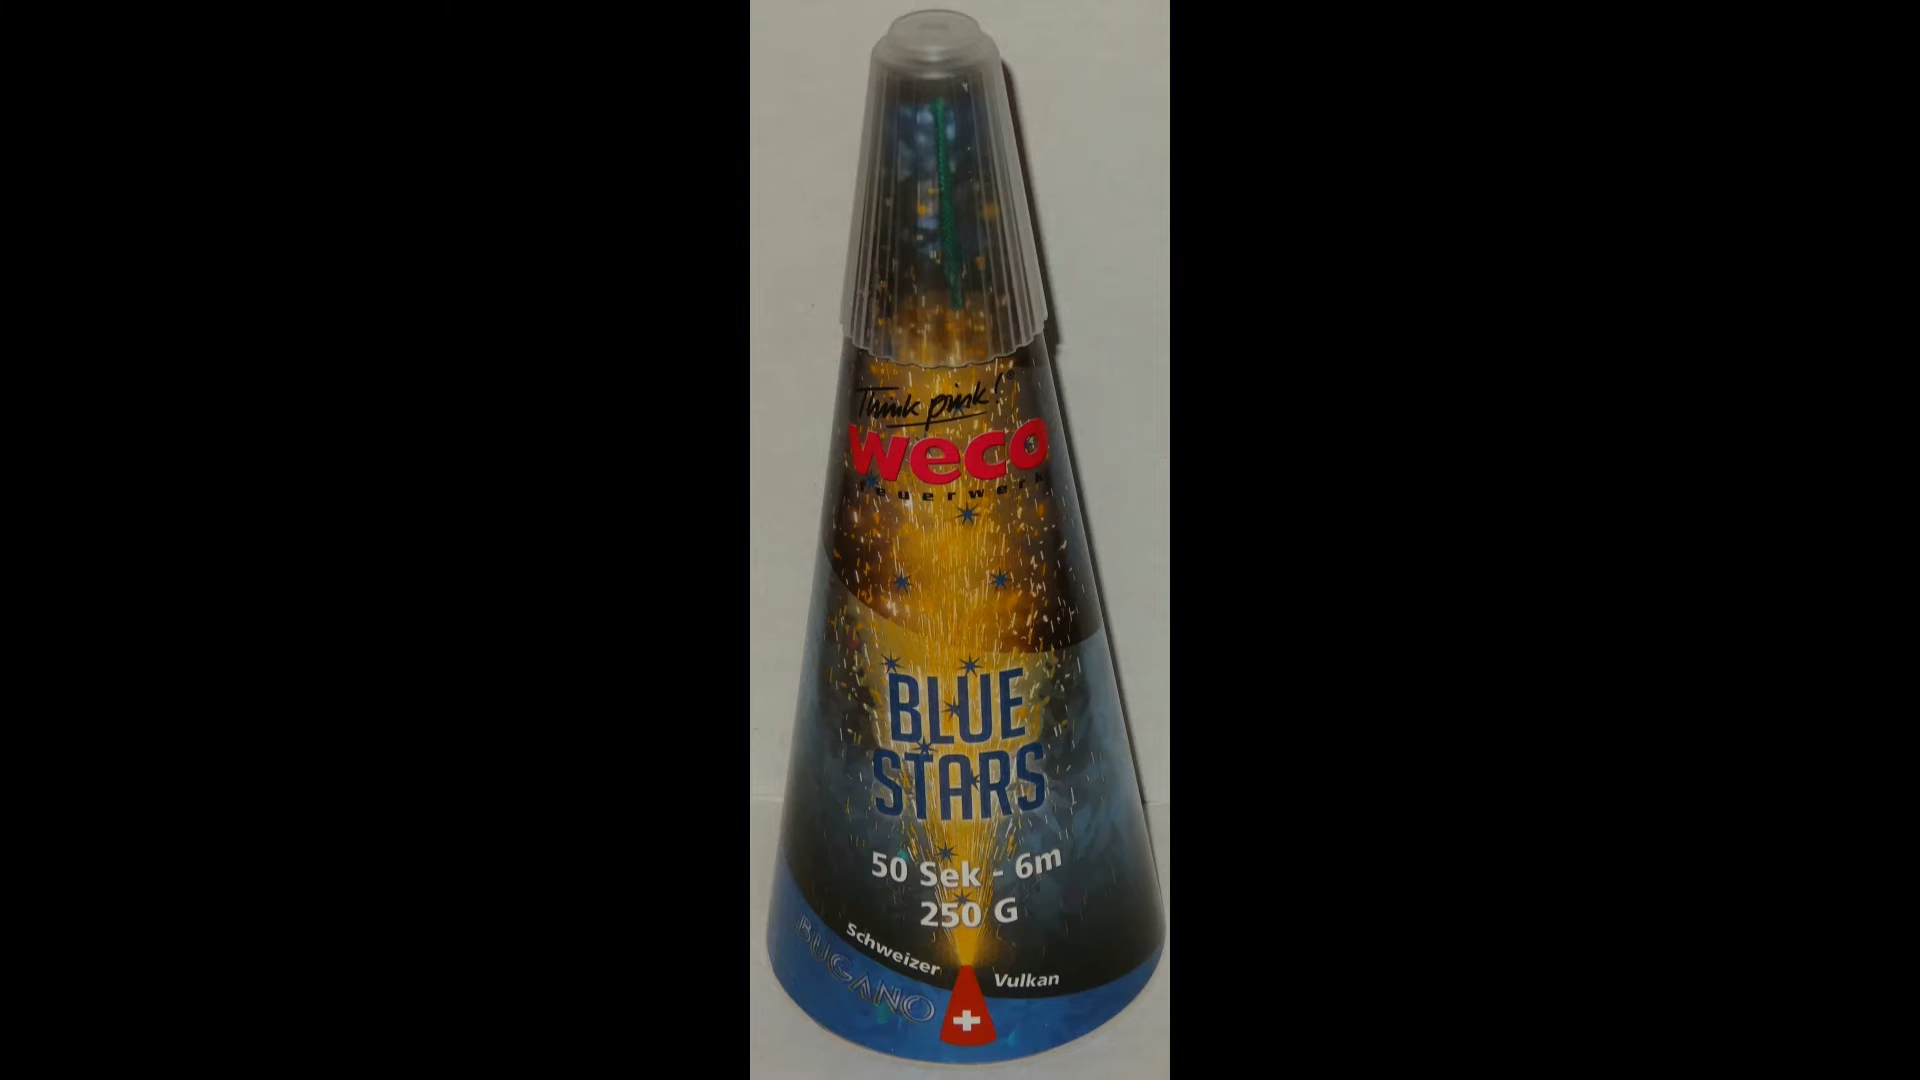 Think pink!
weco
feuerwerk
BLUE
STARS
50 Sek - 6m
250 G
Schweizer Vulkan
BUGANO